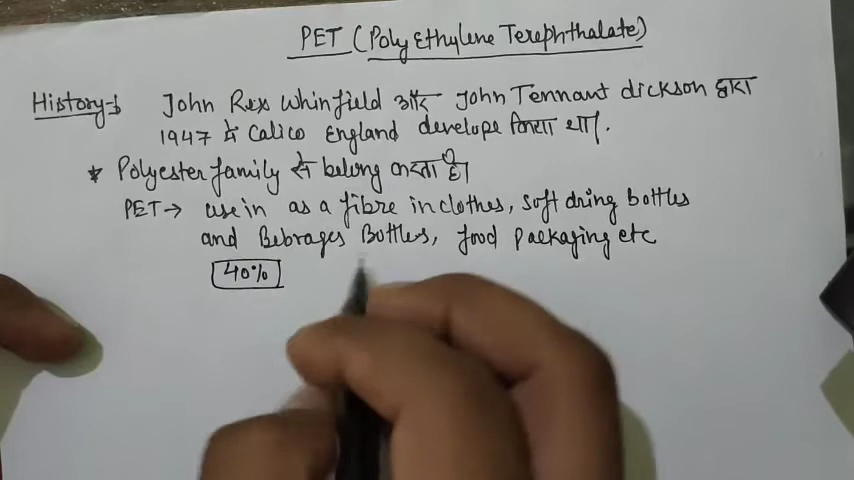 PET (Poly Ethylene Terephthalate)
History→ John Rex Whinfield और John Tennant dickson द्वारा
1947 में Calico England develope किया था।
* Polyester family से belong करता है।
PET→ use in as a fibre in clothes, soft dring bottles
and Bebrages Bottles, food packaging etc
40%